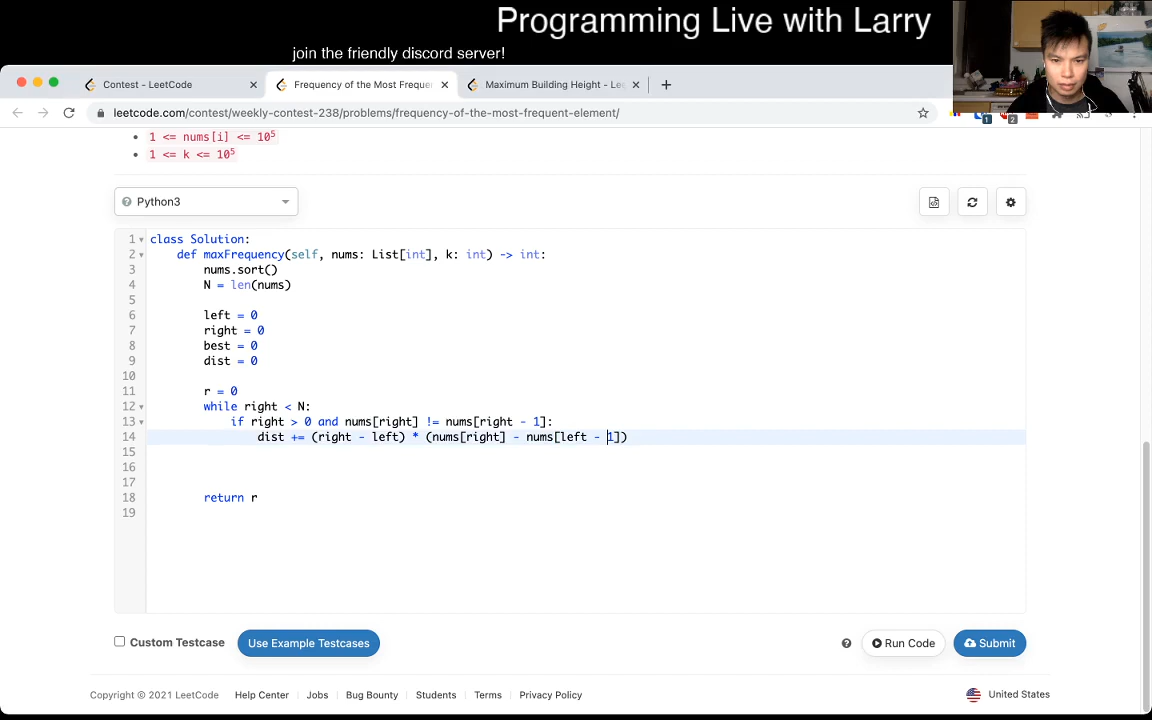 Programming Live with Larry
join the friendly discord server!
Contest - LeetCode
Frequency of the Most Freque
Maximum Building Height - Le
leetcode.com/contest/weekly-contest-238/problems/frequency-of-the-most-frequent-element/
1 <= nums[i] <= 10⁵
1 <= k <= 10⁵
Python3
1 class Solution:
2 def maxFrequency(self, nums: List[int], k: int) -> int:
3 nums.sort()
4 N = len(nums)
5
6 left = 0
7 right = 0
8 best = 0
9 dist = 0
10
11 r = 0
12 while right < N:
13 if right > 0 and nums[right] != nums[right - 1]:
14 dist += (right - left) * (nums[right] - nums[left - 1])
15
16
17
18 return r
19
Custom Testcase
Use Example Testcases
Run Code
Submit
Copyright © 2021 LeetCode
Help Center
Jobs
Bug Bounty
Students
Terms
Privacy Policy
United States